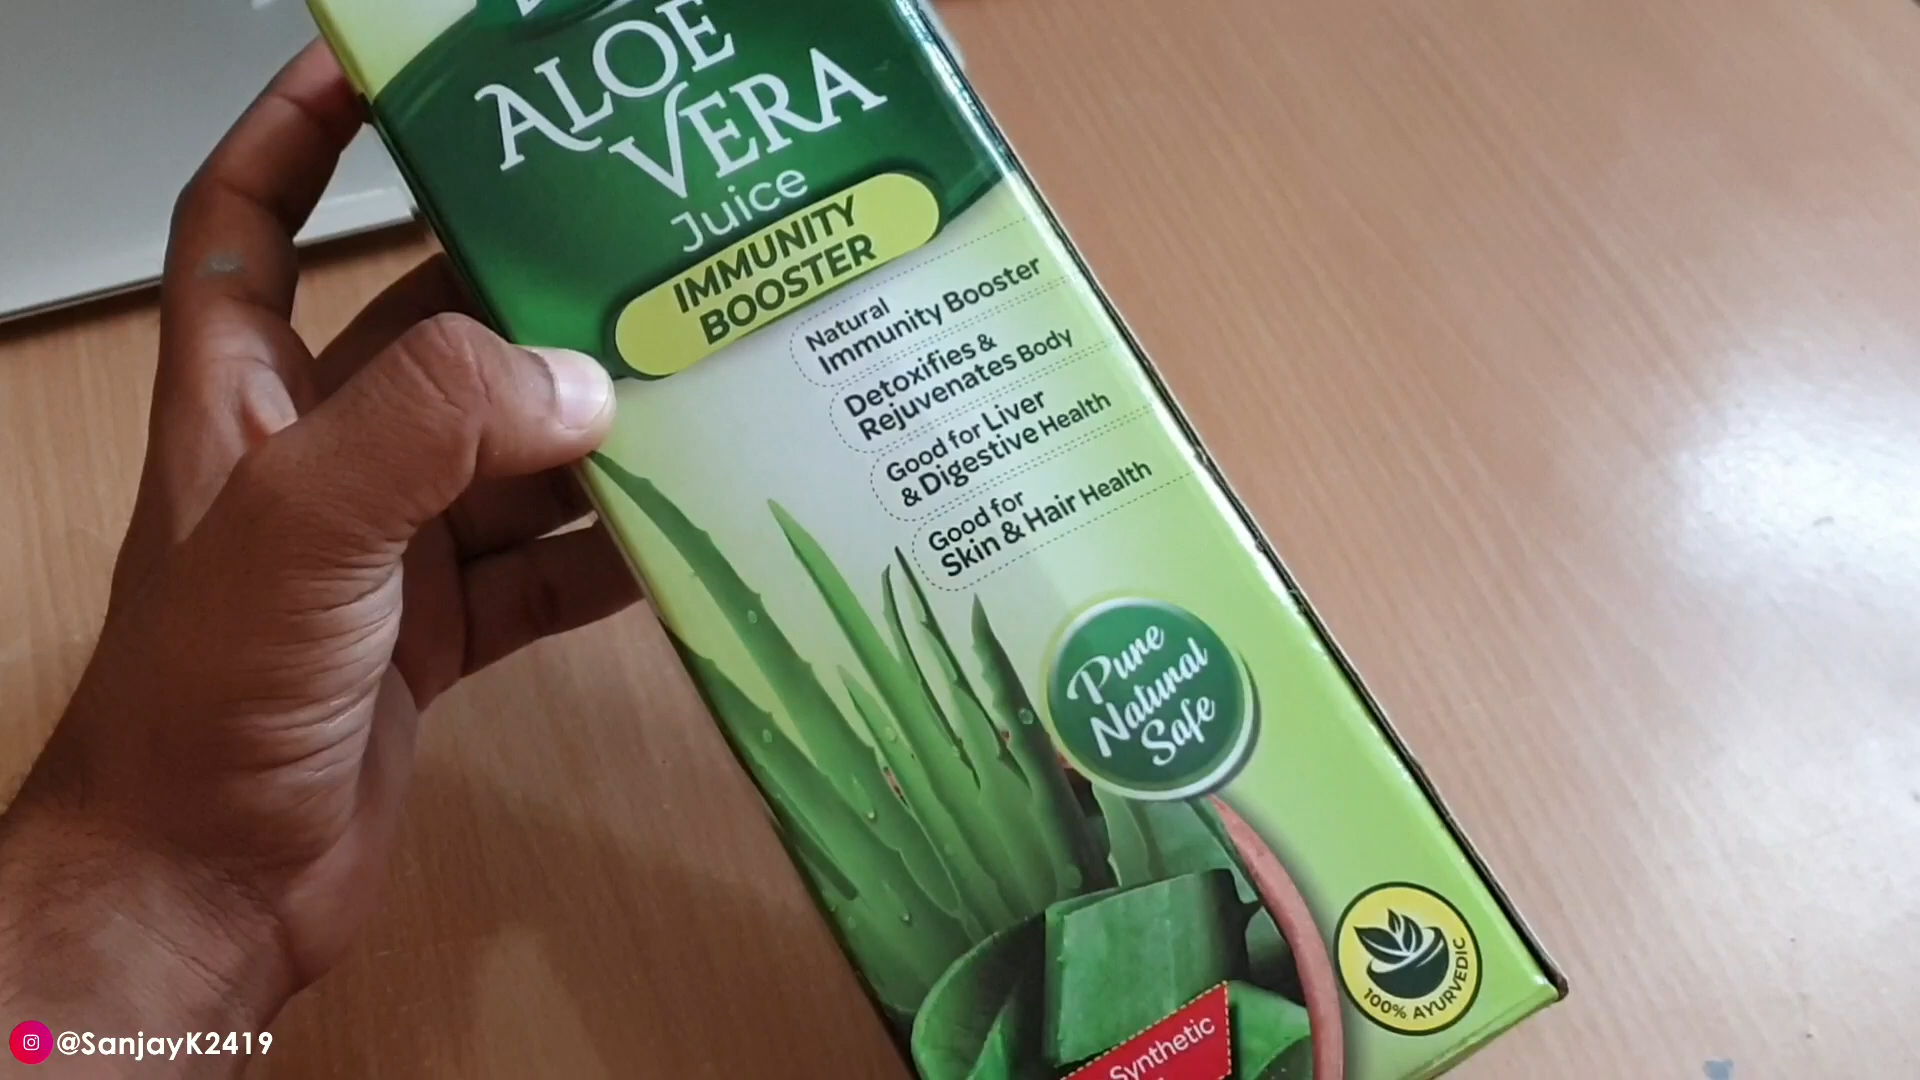 ALOE
VERA
Juice
IMMUNITY
BOOSTER
Natural
Immunity Booster
Detoxifies &
Rejuvenates Body
Good for Liver
& Digestive Health
Good for
Skin & Hair Health
Pure
Natural
Safe
100% AYURVEDIC
Synthetic
@SanjayK2419